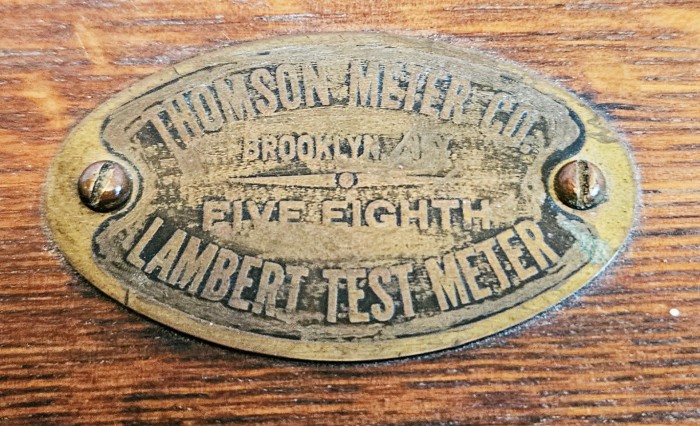 THOMSON METER CO.
BROOKLYN, N.Y.
FIVE EIGHTH
LAMBERT TEST METER